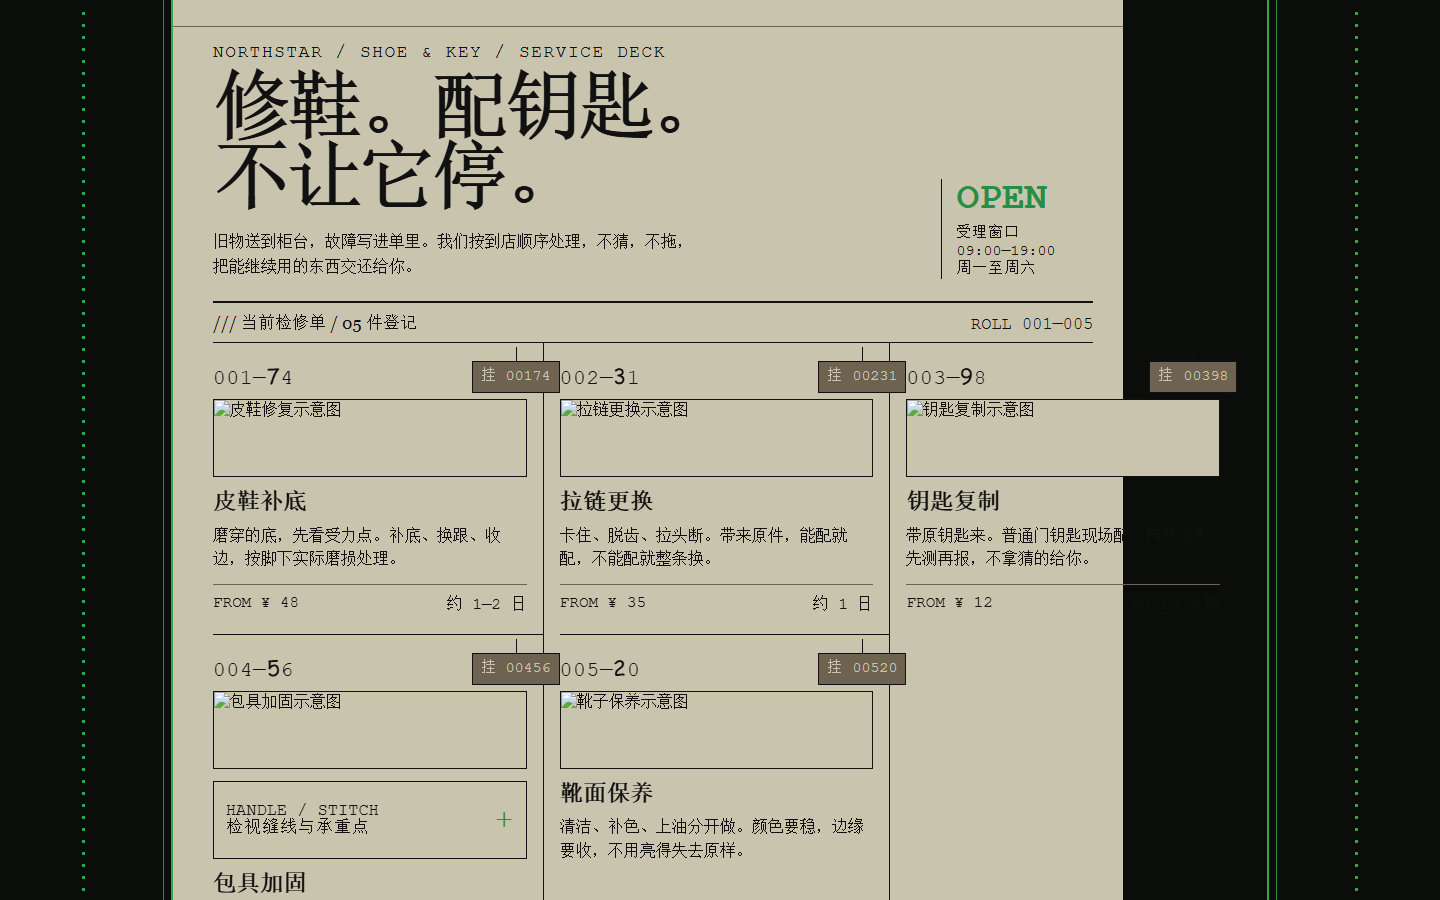 NORTHSTAR / SHOE & KEY / SERVICE DECK
修鞋。配钥匙。
不让它停。
旧物送到柜台，故障写进单里。我们按到店顺序处理，不猜，不拖，
把能继续用的东西交还给你。
OPEN
受理窗口
09:00—19:00
周一至周六
/// 当前检修单 / 05 件登记
ROLL 001—005
001—74
挂 00174
皮鞋修复示意图
皮鞋补底
磨穿的底，先看受力点。补底、换跟、收
边，按脚下实际磨损处理。
FROM ¥ 48
约 1—2 日
002—31
挂 00231
拉链更换示意图
拉链更换
卡住、脱齿、拉头断。带来原件，能配就
配，不能配就整条换。
FROM ¥ 35
约 1 日
003—98
挂 00398
钥匙复制示意图
钥匙复制
带原钥匙来。普通门钥匙现场配
先测再报，不拿猜的给你。
FROM ¥ 12
004—56
挂 00456
包具加固示意图
HANDLE / STITCH
检视缝线与承重点
+
包具加固
005—20
挂 00520
靴子保养示意图
靴面保养
清洁、补色、上油分开做。颜色要稳，边缘
要收，不用亮得失去原样。